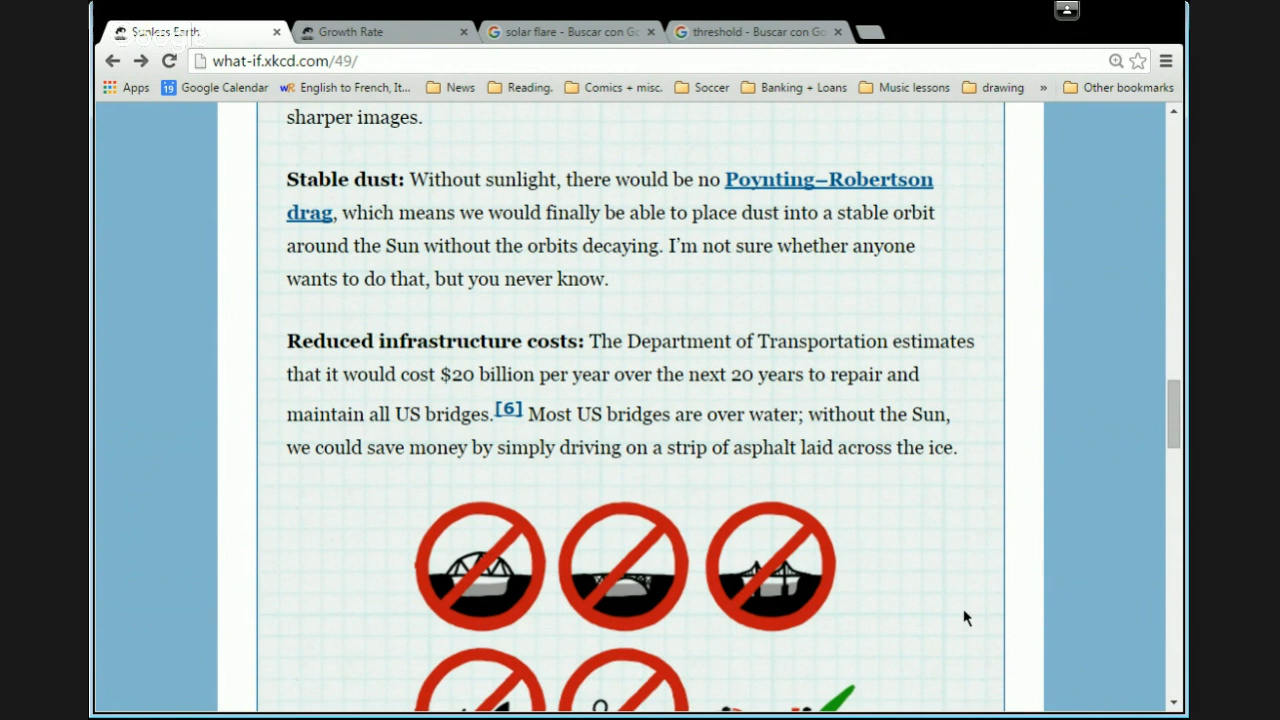 Sunless Earth
Growth Rate
solar flare - Buscar con Go
threshold - Buscar con Go
Google
what-if.xkcd.com/49/
Apps
19 Google Calendar
wR English to French, It...
News
Reading.
Comics + misc.
Soccer
Banking + Loans
Music lessons
drawing
»
Other bookmarks
sharper images.
Stable dust: Without sunlight, there would be no Poynting–Robertson
drag, which means we would finally be able to place dust into a stable orbit
around the Sun without the orbits decaying. I'm not sure whether anyone
wants to do that, but you never know.
Reduced infrastructure costs: The Department of Transportation estimates
that it would cost $20 billion per year over the next 20 years to repair and
maintain all US bridges.[6] Most US bridges are over water; without the Sun,
we could save money by simply driving on a strip of asphalt laid across the ice.